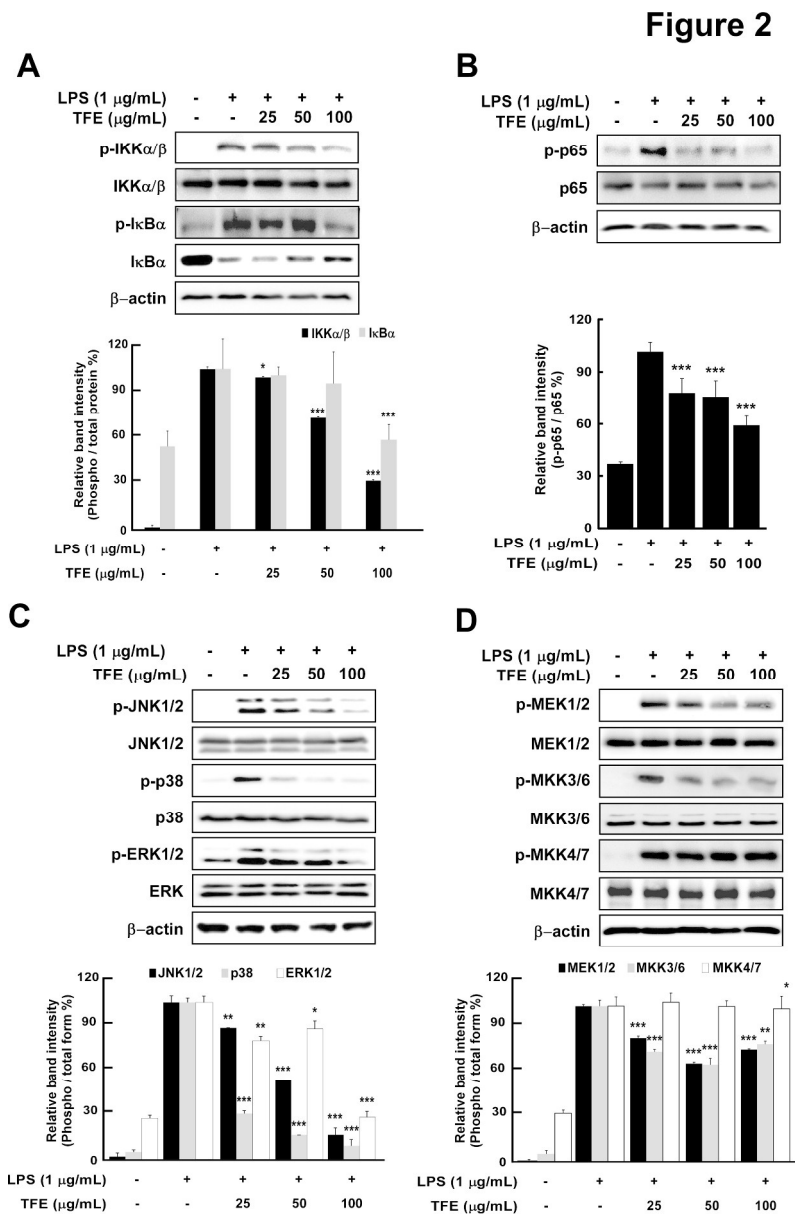 Figure 2
A
LPS (1 μg/mL) - + + + +
TFE (μg/mL) - - 25 50 100
p-IKKα/β
IKKα/β
p-IκBα
IκBα
β–actin
IKKα/β IκBα
Relative band intensity
(Phospho / total protein %)
120
90
60
30
0
* *** *** ***
LPS (1 μg/mL) - + + + +
TFE (μg/mL) - - 25 50 100
B
LPS (1 μg/mL) - + + + +
TFE (μg/mL) - - 25 50 100
p-p65
p65
β–actin
Relative band intensity
(p-p65 / p65 %)
120
90
60
30
0
*** *** ***
LPS (1 μg/mL) - + + + +
TFE (μg/mL) - - 25 50 100
C
LPS (1 μg/mL) - + + + +
TFE (μg/mL) - - 25 50 100
p-JNK1/2
JNK1/2
p-p38
p38
p-ERK1/2
ERK
β–actin
JNK1/2 p38 ERK1/2
Relative band intensity
(Phospho / total form %)
120
90
60
30
0
** *** ** *** *** * *** *** ***
LPS (1 μg/mL) - + + + +
TFE (μg/mL) - - 25 50 100
D
LPS (1 μg/mL) - + + + +
TFE (μg/mL) - - 25 50 100
p-MEK1/2
MEK1/2
p-MKK3/6
MKK3/6
p-MKK4/7
MKK4/7
β–actin
MEK1/2 MKK3/6 MKK4/7
Relative band intensity
(Phospho / total form %)
120
90
60
30
0
*** *** *** *** *** ** *
LPS (1 μg/mL) - + + + +
TFE (μg/mL) - - 25 50 100